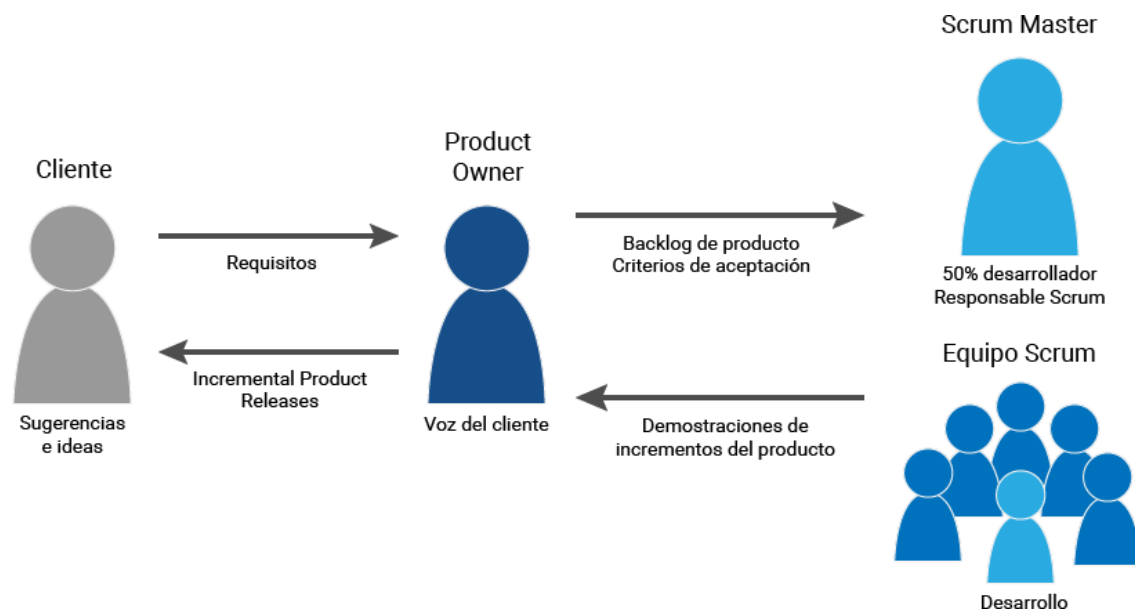 Scrum Master
Product
Owner
Cliente
Requisitos
Backlog de producto
Criterios de aceptación
50% desarrollador
Responsable Scrum
Equipo Scrum
Incremental Product
Releases
Sugerencias
e ideas
Voz del cliente
Demostraciones de
incrementos del producto
Desarrollo